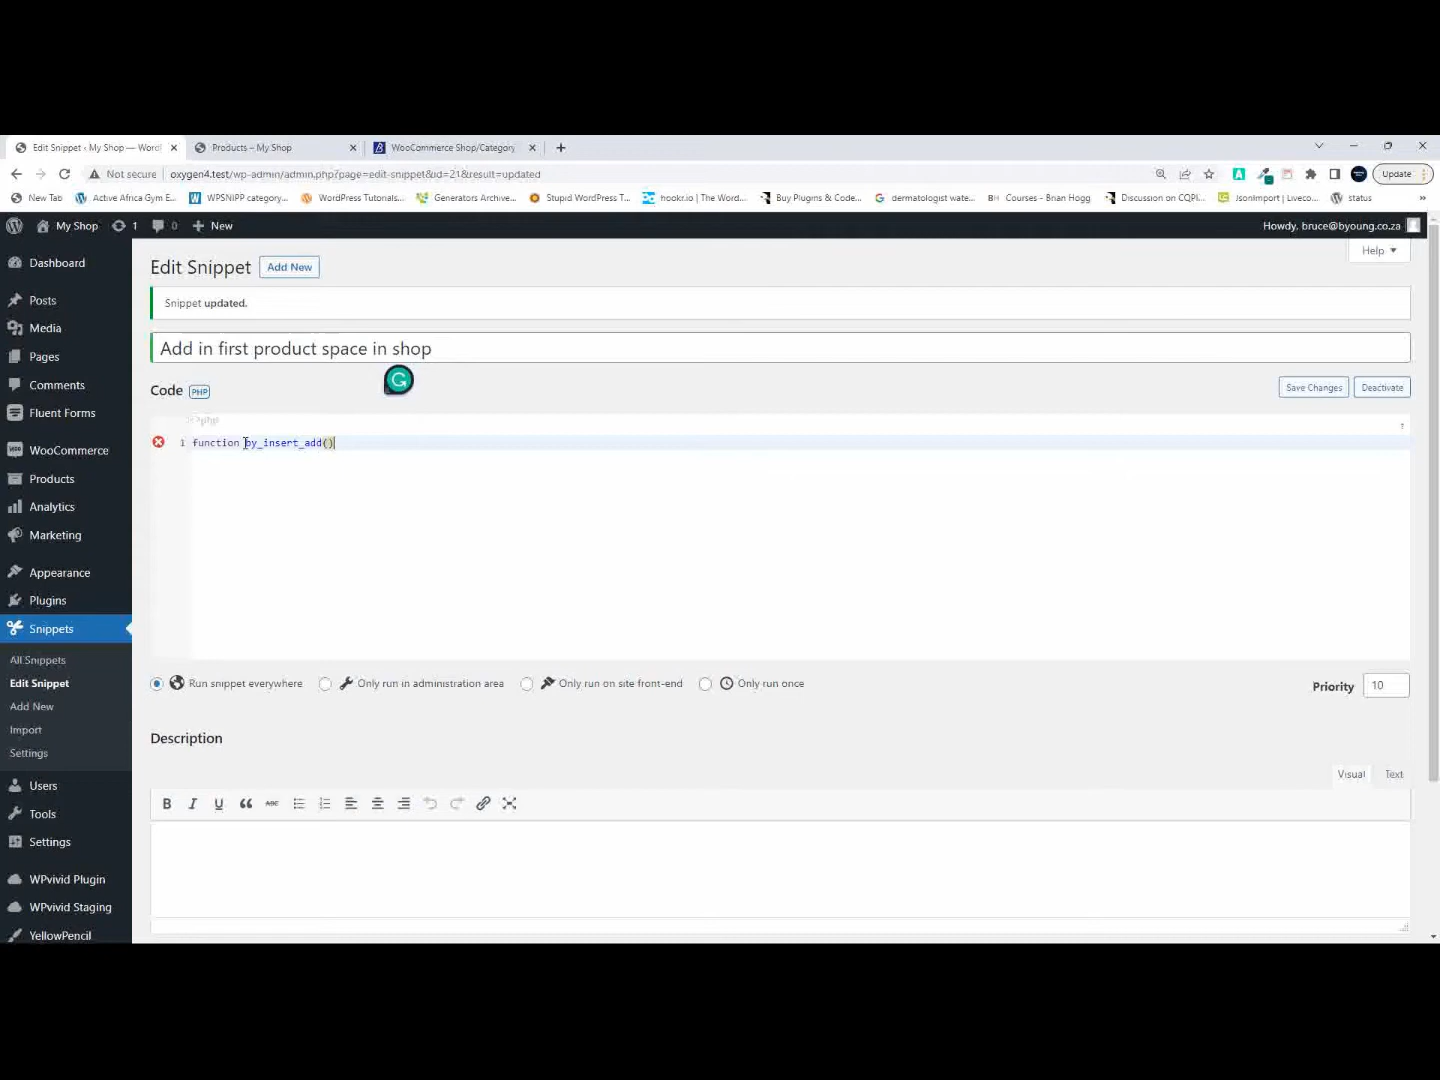 Edit Snippet ‹ My Shop — Word
Products – My Shop
WooCommerce Shop/Category
Not secure
oxygen4.test/wp-admin/admin.php?page=edit-snippet&id=21&result=updated
Update
New Tab
Active Africa Gym E...
WPSNIPP category...
WordPress Tutorials...
Generators Archive...
Stupid WordPress T...
hookr.io | The Word...
Buy Plugins & Code...
dermatologist wate...
BH
Courses - Brian Hogg
Discussion on CQPI...
JsonImport | Liveco...
status
My Shop
1
0
New
Howdy, bruce@byoung.co.za
Help
Dashboard
Posts
Media
Pages
Comments
Fluent Forms
WooCommerce
Products
Analytics
Marketing
Appearance
Plugins
Snippets
All Snippets
Edit Snippet
Add New
Import
Settings
Users
Tools
Settings
WPvivid Plugin
WPvivid Staging
YellowPencil
Edit Snippet
Add New
Snippet updated.
Add in first product space in shop
Code
PHP
Save Changes
Deactivate
<?php
?
1 function by_insert_add()
Run snippet everywhere
Only run in administration area
Only run on site front-end
Only run once
Priority
10
Description
Visual
Text
B
I
U
ABC